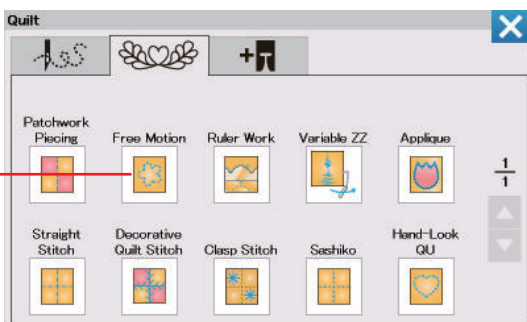 Quilt
Patchwork
Piecing
Free Motion
Ruler Work
Variable ZZ
Applique
1
1
Straight
Stitch
Decorative
Quilt Stitch
Clasp Stitch
Sashiko
Hand-Look
QU